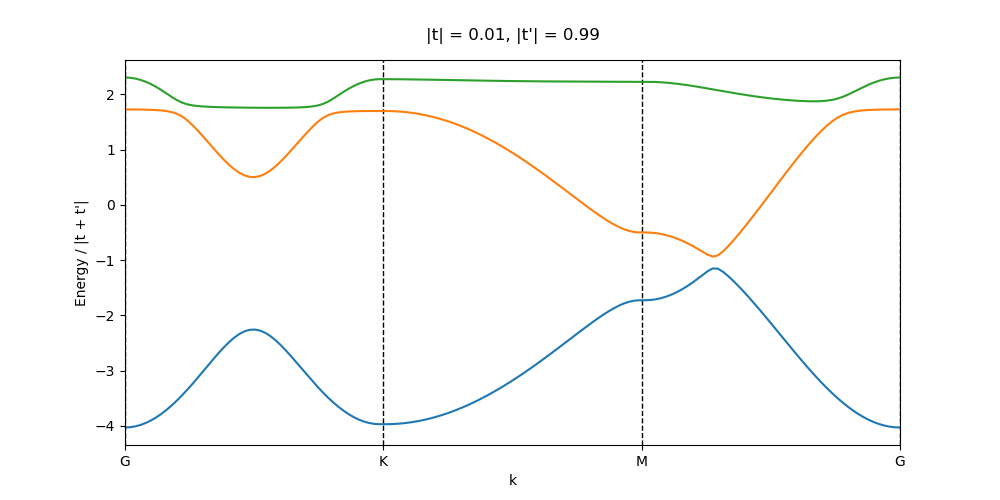 |t| = 0.01, |t'| = 0.99
Energy / |t + t'|
2
1
0
−1
−2
−3
−4
G
K
M
G
k